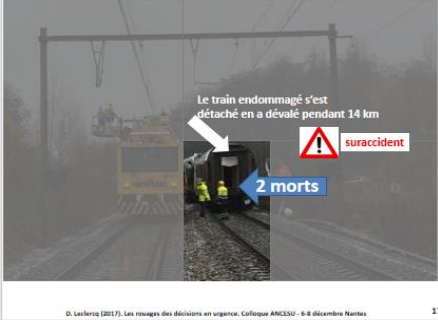 Le train endommagé s'est
détaché en a dévalé pendant 14 km
suraccident
2 morts
D. Leclercq (2017). Les rouages des décisions en urgence. Colloque ANCESU - 6-8 décembre Nantes